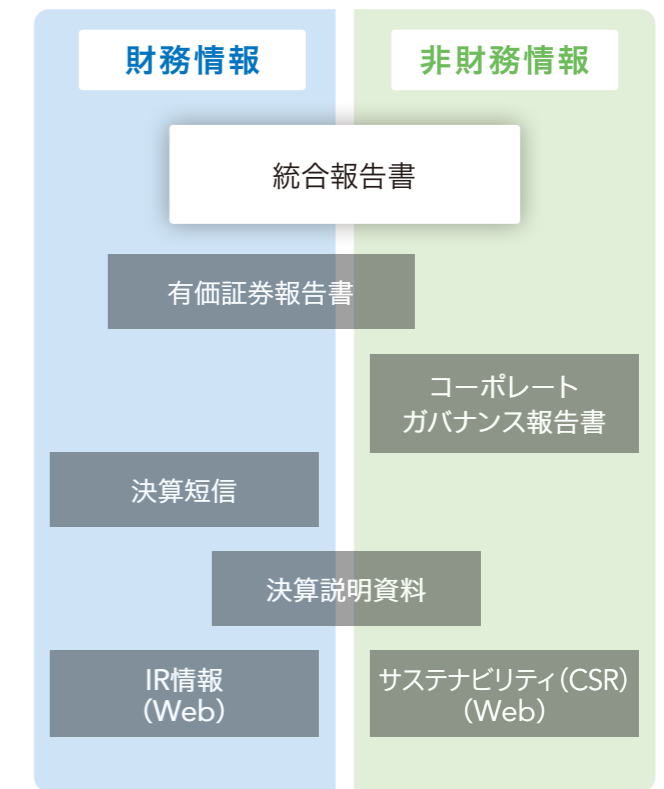 財務情報
非財務情報
統合報告書
有価証券報告書
コーポレート
ガバナンス報告書
決算短信
決算説明資料
IR情報
(Web)
サステナビリティ(CSR)
(Web)